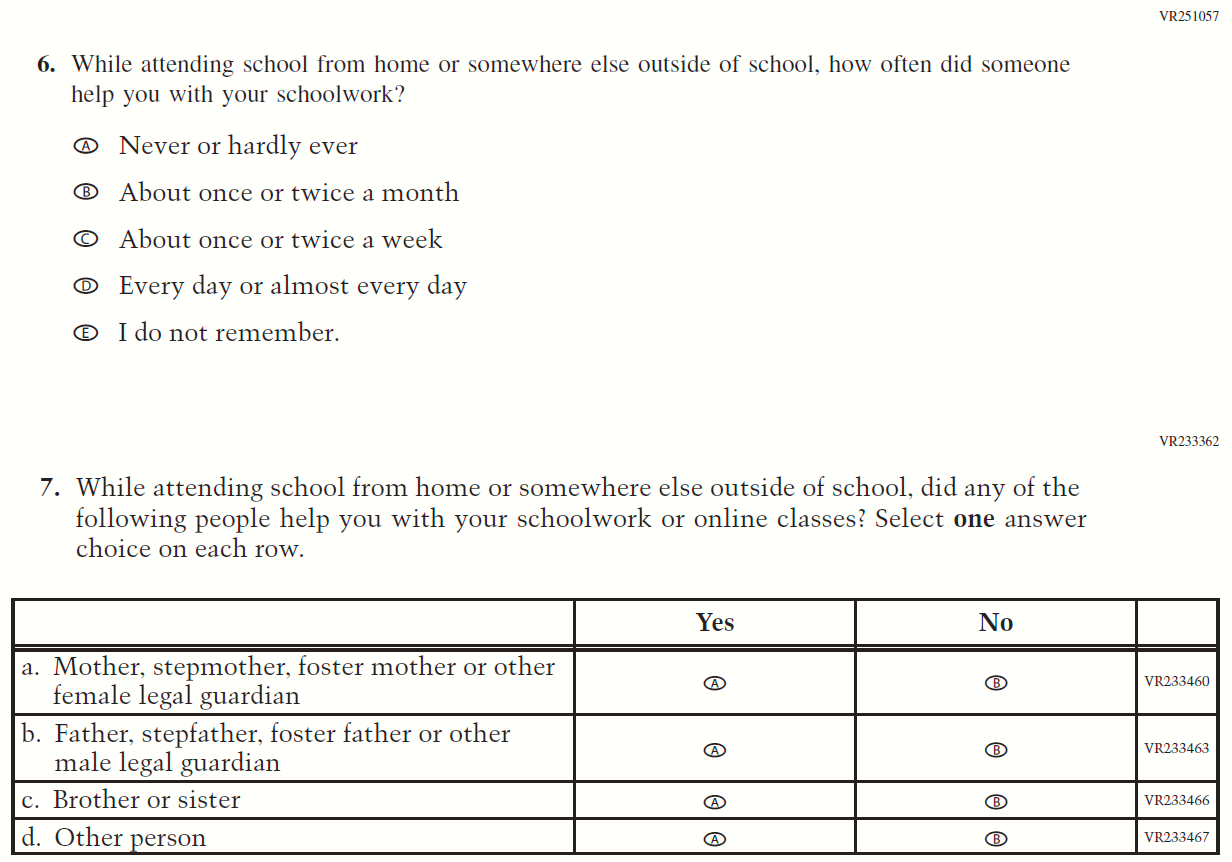 VR251057
6. While attending school from home or somewhere else outside of school, how often did someone
help you with your schoolwork?
Ⓐ Never or hardly ever
Ⓑ About once or twice a month
Ⓒ About once or twice a week
Ⓓ Every day or almost every day
Ⓔ I do not remember.
VR233362
7. While attending school from home or somewhere else outside of school, did any of the
following people help you with your schoolwork or online classes? Select one answer
choice on each row.
Yes No
a. Mother, stepmother, foster mother or other
female legal guardian Ⓐ Ⓑ VR233460
b. Father, stepfather, foster father or other
male legal guardian Ⓐ Ⓑ VR233463
c. Brother or sister Ⓐ Ⓑ VR233466
d. Other person Ⓐ Ⓑ VR233467